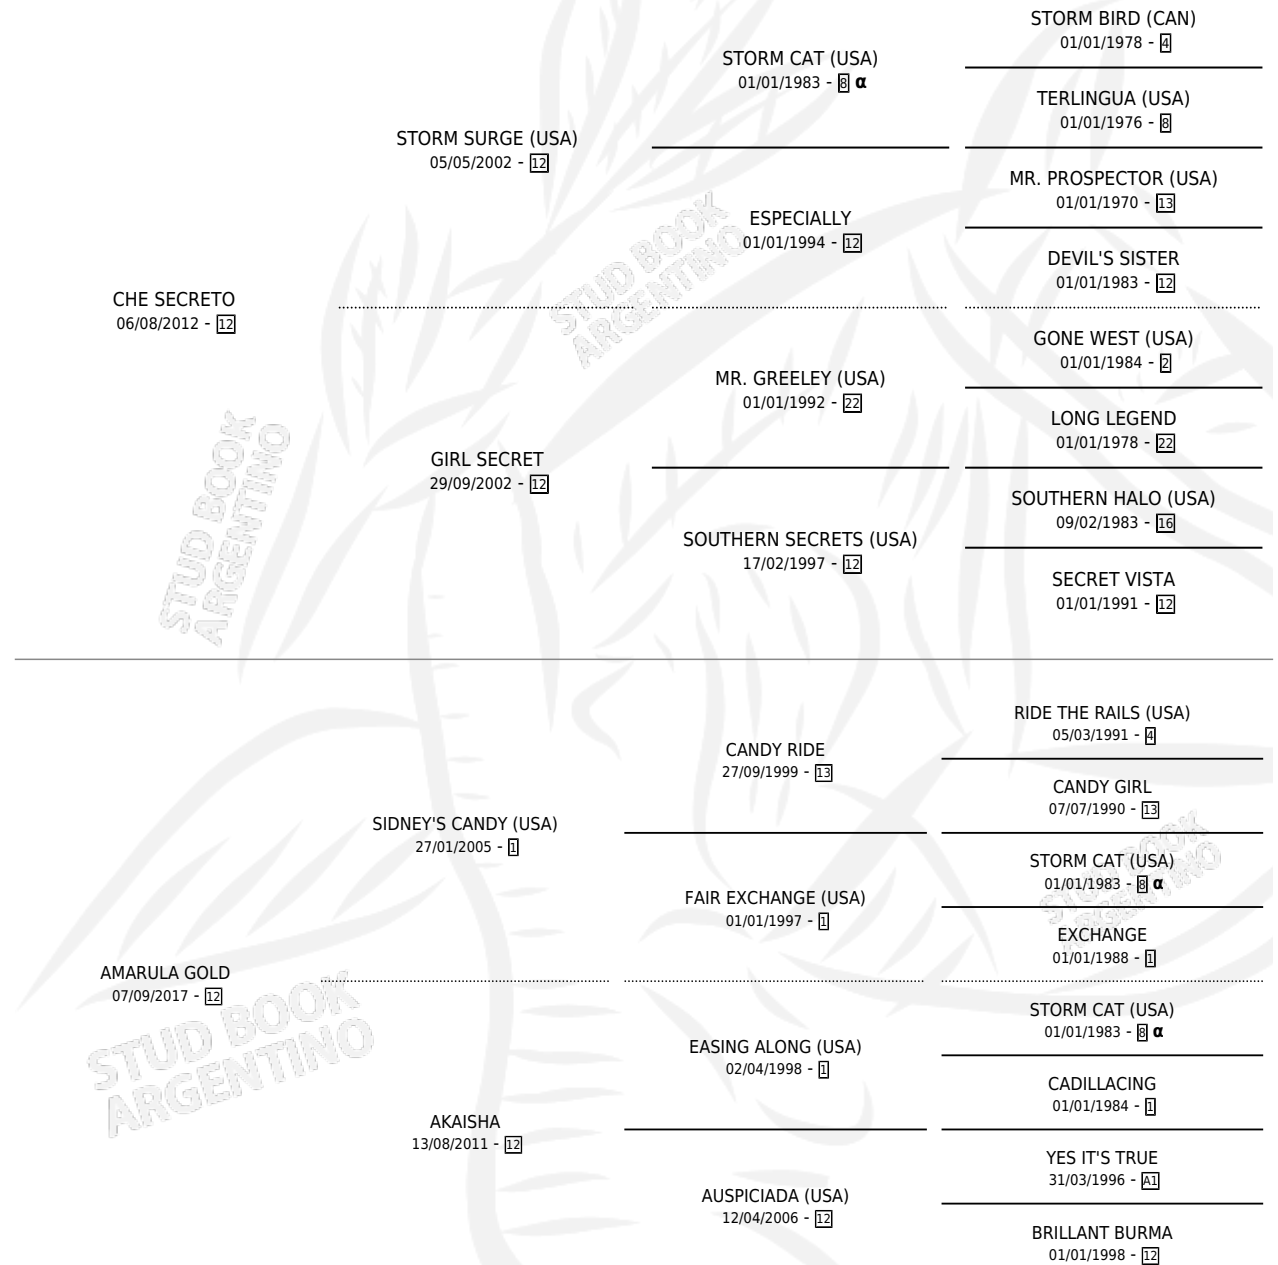 STORM BIRD (CAN)
01/01/1978 - 4
STORM CAT (USA)
01/01/1983 - 8 α
TERLINGUA (USA)
01/01/1976 - 8
STORM SURGE (USA)
05/05/2002 - 12
MR. PROSPECTOR (USA)
01/01/1970 - 13
ESPECIALLY
01/01/1994 - 12
DEVIL'S SISTER
01/01/1983 - 12
CHE SECRETO
06/08/2012 - 12
GONE WEST (USA)
01/01/1984 - 2
MR. GREELEY (USA)
01/01/1992 - 22
LONG LEGEND
01/01/1978 - 22
GIRL SECRET
29/09/2002 - 12
SOUTHERN HALO (USA)
09/02/1983 - 16
SOUTHERN SECRETS (USA)
17/02/1997 - 12
SECRET VISTA
01/01/1991 - 12
RIDE THE RAILS (USA)
05/03/1991 - 4
CANDY RIDE
27/09/1999 - 13
CANDY GIRL
07/07/1990 - 13
SIDNEY'S CANDY (USA)
27/01/2005 - 1
STORM CAT (USA)
01/01/1983 - 8 α
FAIR EXCHANGE (USA)
01/01/1997 - 1
EXCHANGE
01/01/1988 - 1
AMARULA GOLD
07/09/2017 - 12
STORM CAT (USA)
01/01/1983 - 8 α
EASING ALONG (USA)
02/04/1998 - 1
CADILLACING
01/01/1984 - 1
AKAISHA
13/08/2011 - 12
YES IT'S TRUE
31/03/1996 - A1
AUSPICIADA (USA)
12/04/2006 - 12
BRILLANT BURMA
01/01/1998 - 12
STUD BOOK
ARGENTINO
STUD BOOK
ARGENTINO
STUD BOOK
ARGENTINO
STUD BOOK
ARGENTINO